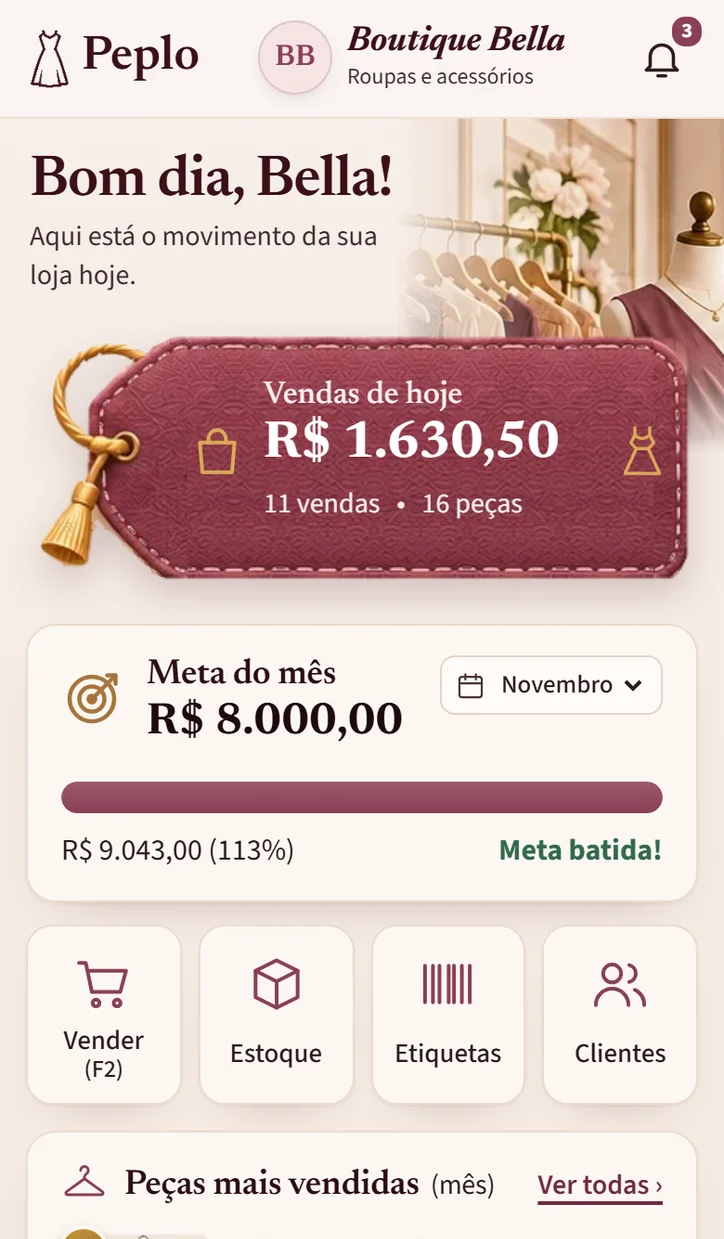 Peplo
BB
Boutique Bella
Roupas e acessórios
3
Bom dia, Bella!
Aqui está o movimento da sua
loja hoje.
Vendas de hoje
R$ 1.630,50
11 vendas • 16 peças
Meta do mês
R$ 8.000,00
Novembro
R$ 9.043,00 (113%)
Meta batida!
Vender
(F2)
Estoque
Etiquetas
Clientes
Peças mais vendidas (mês)
Ver todas ›